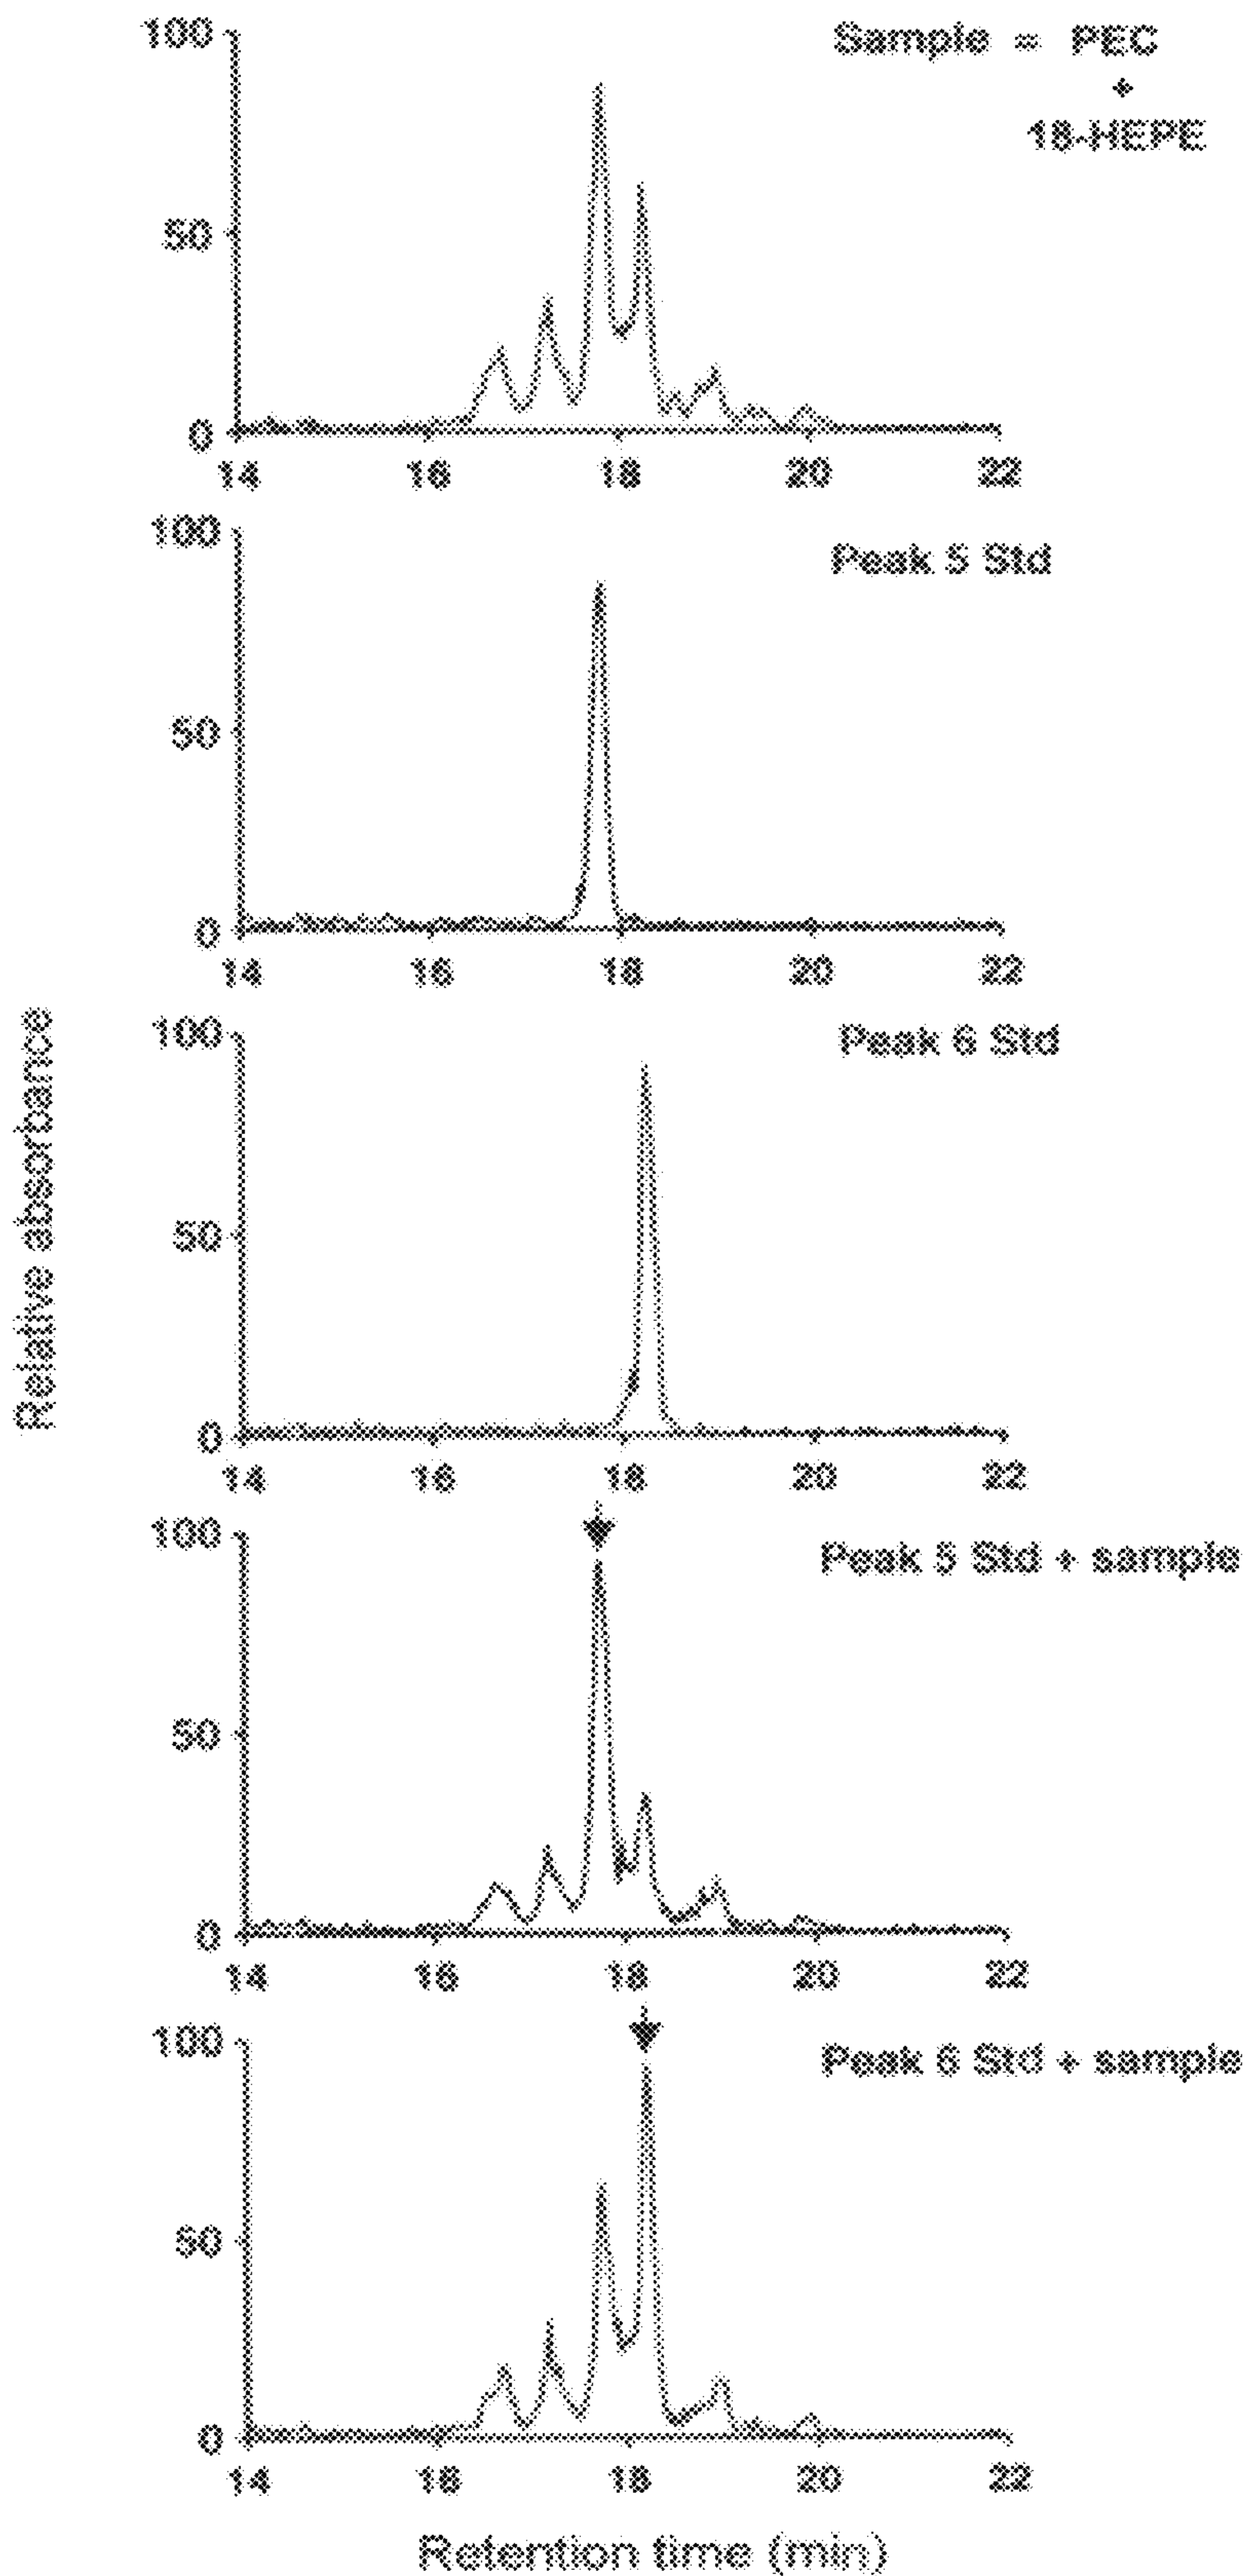 100
Sample = PEC
+
18-HEPE
50
0
14 16 18 20 22
100
Peak 5 Std
50
0
14 16 18 20 22
Relative absorbance
100
Peak 6 Std
50
0
14 16 18 20 22
100
Peak 5 Std + sample
50
0
14 16 18 20 22
100
Peak 6 Std + sample
50
0
14 16 18 20 22
Retention time (min)